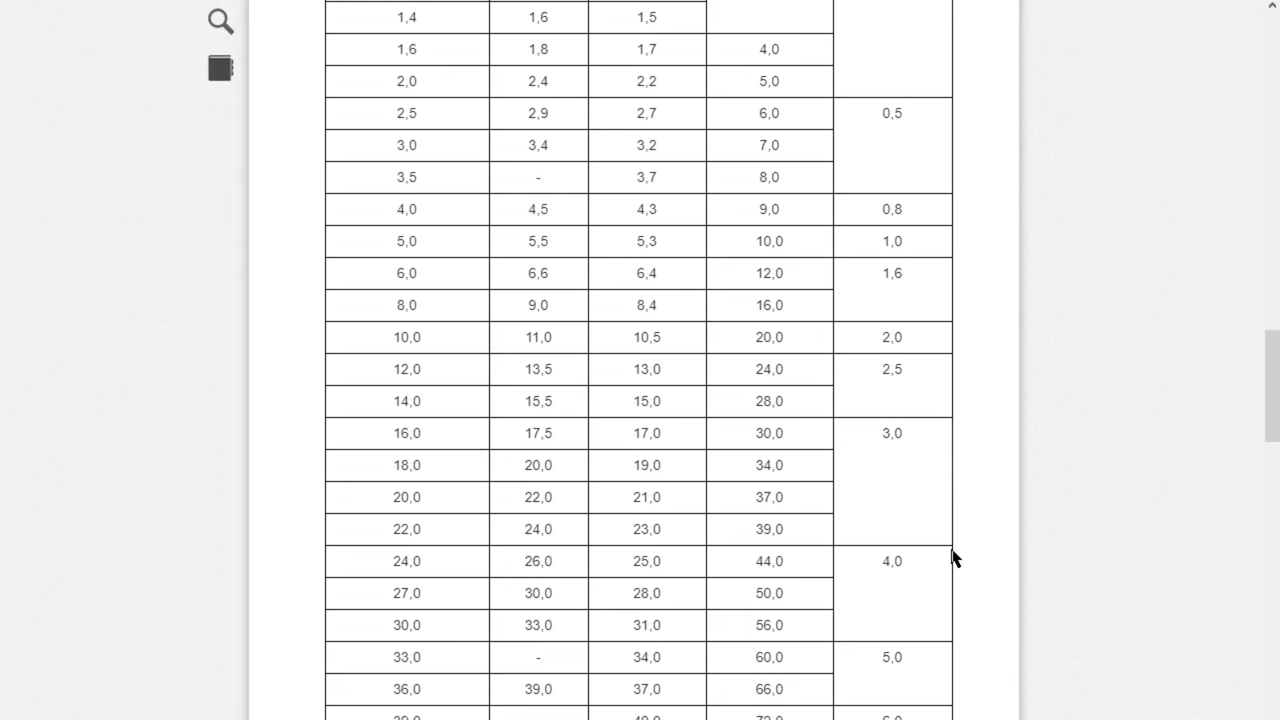 1,4 1,6 1,5
1,6 1,8 1,7 4,0
2,0 2,4 2,2 5,0
2,5 2,9 2,7 6,0 0,5
3,0 3,4 3,2 7,0
3,5 - 3,7 8,0
4,0 4,5 4,3 9,0 0,8
5,0 5,5 5,3 10,0 1,0
6,0 6,6 6,4 12,0 1,6
8,0 9,0 8,4 16,0
10,0 11,0 10,5 20,0 2,0
12,0 13,5 13,0 24,0 2,5
14,0 15,5 15,0 28,0
16,0 17,5 17,0 30,0 3,0
18,0 20,0 19,0 34,0
20,0 22,0 21,0 37,0
22,0 24,0 23,0 39,0
24,0 26,0 25,0 44,0 4,0
27,0 30,0 28,0 50,0
30,0 33,0 31,0 56,0
33,0 - 34,0 60,0 5,0
36,0 39,0 37,0 66,0